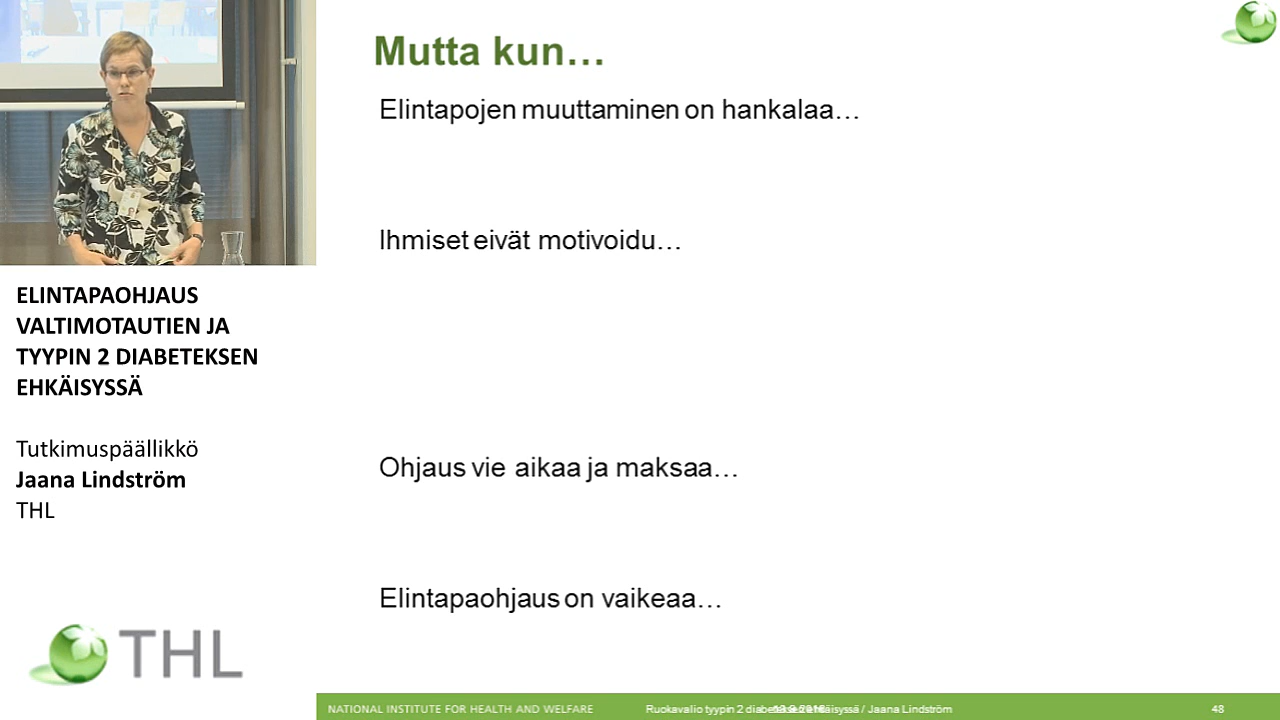 Mutta kun…
Elintapojen muuttaminen on hankalaa…
Ihmiset eivät motivoidu…
Ohjaus vie aikaa ja maksaa…
Elintapaohjaus on vaikeaa…
ELINTAPAOHJAUS
VALTIMOTAUTIEN JA
TYYPIN 2 DIABETEKSEN
EHKÄISYSSÄ
Tutkimuspäällikkö
Jaana Lindström
THL
THL
NATIONAL INSTITUTE FOR HEALTH AND WELFARE
Ruokavalio tyypin 2 diabeteksen ehkäisyssä / Jaana Lindström
48